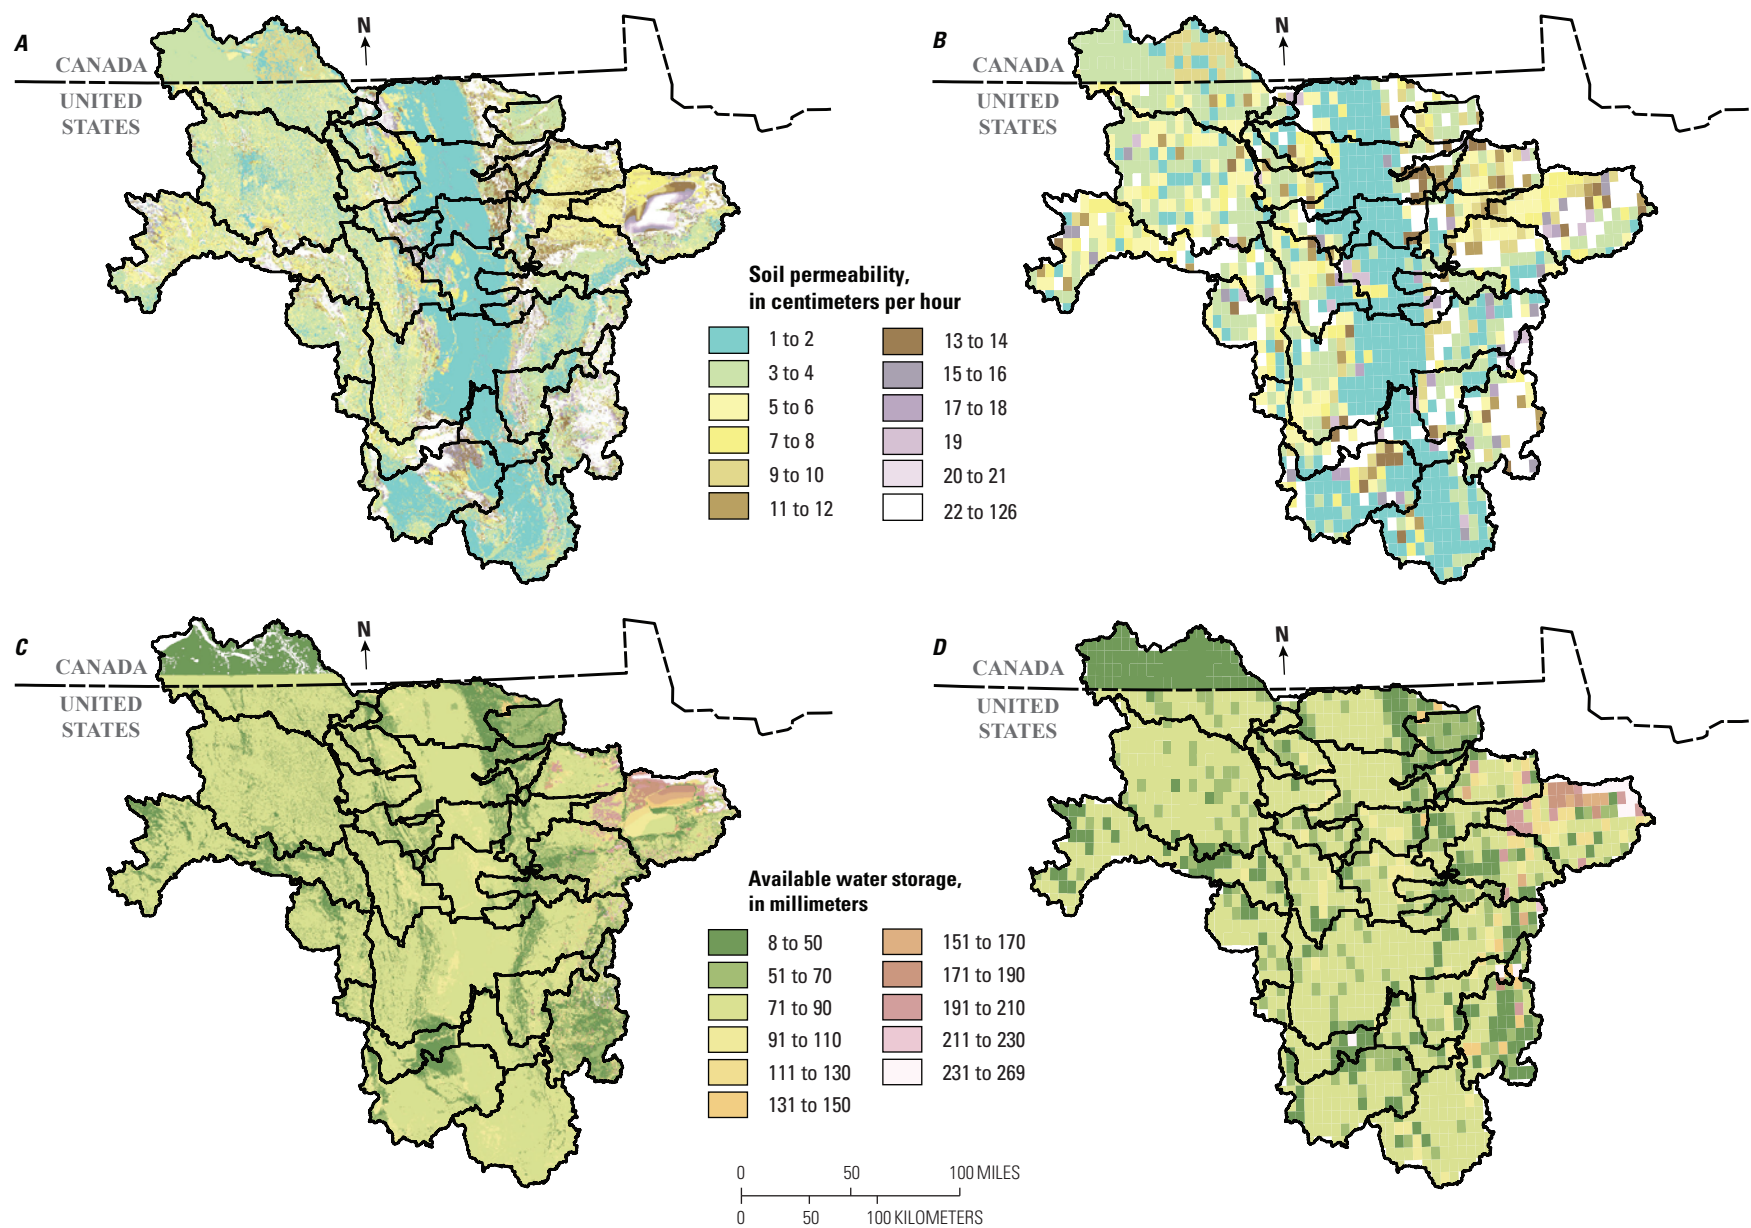 A
N
CANADA
UNITED
STATES
B
N
CANADA
UNITED
STATES
Soil permeability,
in centimeters per hour
1 to 2
3 to 4
5 to 6
7 to 8
9 to 10
11 to 12
13 to 14
15 to 16
17 to 18
19
20 to 21
22 to 126
C
N
CANADA
UNITED
STATES
D
N
CANADA
UNITED
STATES
Available water storage,
in millimeters
8 to 50
51 to 70
71 to 90
91 to 110
111 to 130
131 to 150
151 to 170
171 to 190
191 to 210
211 to 230
231 to 269
0 50 100 MILES
0 50 100 KILOMETERS